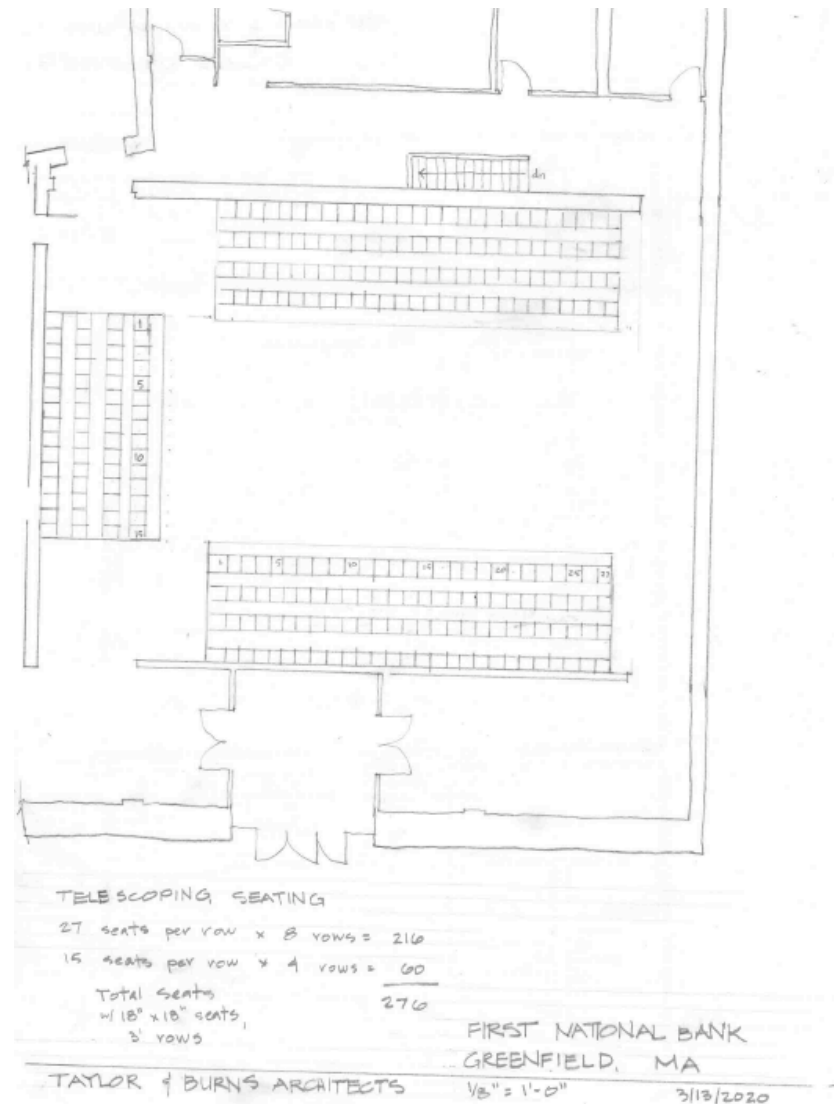 dn
1
5
10
15
1 5 10 15 20 25 27
TELESCOPING SEATING
27 seats per row x 8 rows = 216
15 seats per row x 4 rows = 60
Total Seats 276
w/ 18" x 18" seats,
3' rows
FIRST NATIONAL BANK
GREENFIELD, MA
TAYLOR & BURNS ARCHITECTS 1/8" = 1'-0" 3/13/2020